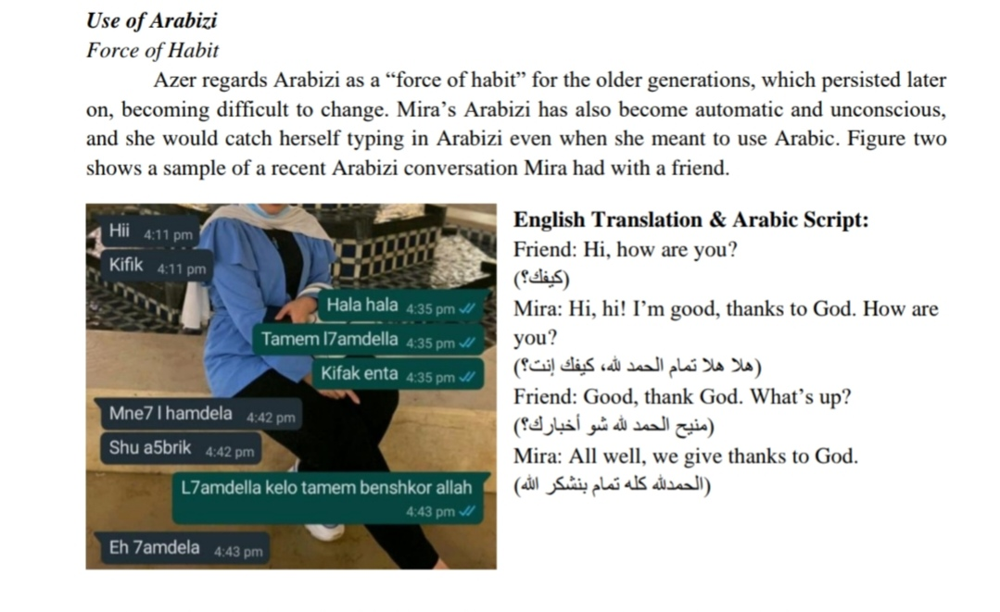 Use of Arabizi
Force of Habit
Azer regards Arabizi as a “force of habit” for the older generations, which persisted later
on, becoming difficult to change. Mira’s Arabizi has also become automatic and unconscious,
and she would catch herself typing in Arabizi even when she meant to use Arabic. Figure two
shows a sample of a recent Arabizi conversation Mira had with a friend.
Hii 4:11 pm
Kifik 4:11 pm
Hala hala 4:35 pm
Tamem l7amdella 4:35 pm
Kifak enta 4:35 pm
Mne7 l hamdela 4:42 pm
Shu a5brik 4:42 pm
L7amdella kelo tamem benshkor allah
4:43 pm
Eh 7amdela 4:43 pm
English Translation & Arabic Script:
Friend: Hi, how are you?
(كيفك؟)
Mira: Hi, hi! I’m good, thanks to God. How are
you?
(هلا هلا تمام الحمد لله، كيفك إنت؟)
Friend: Good, thank God. What’s up?
(منيح الحمد لله شو أخبارك؟)
Mira: All well, we give thanks to God.
(الحمدلله كله تمام بنشكر الله)